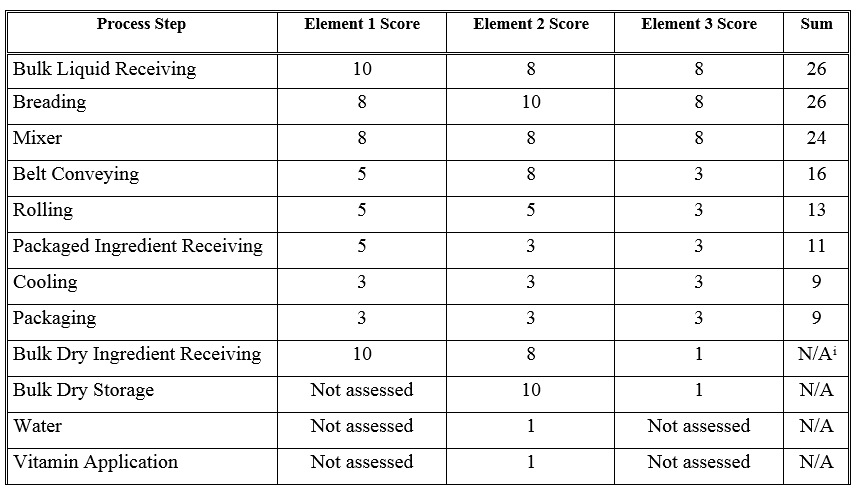 Process Step Element 1 Score Element 2 Score Element 3 Score Sum
Bulk Liquid Receiving 10 8 8 26
Breading 8 10 8 26
Mixer 8 8 8 24
Belt Conveying 5 8 3 16
Rolling 5 5 3 13
Packaged Ingredient Receiving 5 3 3 11
Cooling 3 3 3 9
Packaging 3 3 3 9
Bulk Dry Ingredient Receiving 10 8 1 N/Aⁱ
Bulk Dry Storage Not assessed 10 1 N/A
Water Not assessed 1 Not assessed N/A
Vitamin Application Not assessed 1 Not assessed N/A